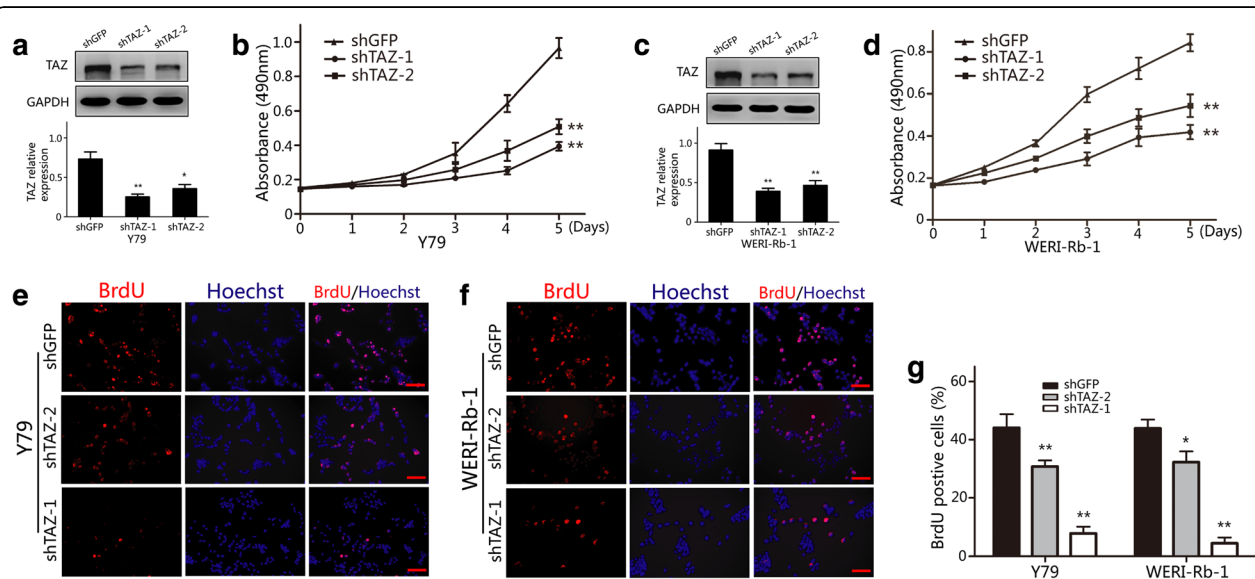 a
shGFP shTAZ-1 shTAZ-2
TAZ
GAPDH
TAZ relative expression
1.0
0.5
0
** *
shGFP shTAZ-1 shTAZ-2
Y79
b
shGFP
shTAZ-1
shTAZ-2
Absorbance (490nm)
1.0
0.8
0.6
0.4
0.2
0
**
**
0 1 2 3 4 5 (Days)
Y79
c
shGFP shTAZ-1 shTAZ-2
TAZ
GAPDH
TAZ relative expression
1.0
0.5
0
** **
shGFP shTAZ-1 shTAZ-2
WERI-Rb-1
d
shGFP
shTAZ-1
shTAZ-2
Absorbance (490nm)
0.8
0.6
0.4
0.2
0
**
**
0 1 2 3 4 5 (Days)
WERI-Rb-1
e
BrdU Hoechst BrdU/Hoechst
Y79
shGFP
shTAZ-2
shTAZ-1
f
BrdU Hoechst BrdU/Hoechst
WERI-Rb-1
shGFP
shTAZ-2
shTAZ-1
g
BrdU postive cells (%)
60
40
20
0
shGFP
shTAZ-2
shTAZ-1
** ** * **
Y79 WERI-Rb-1